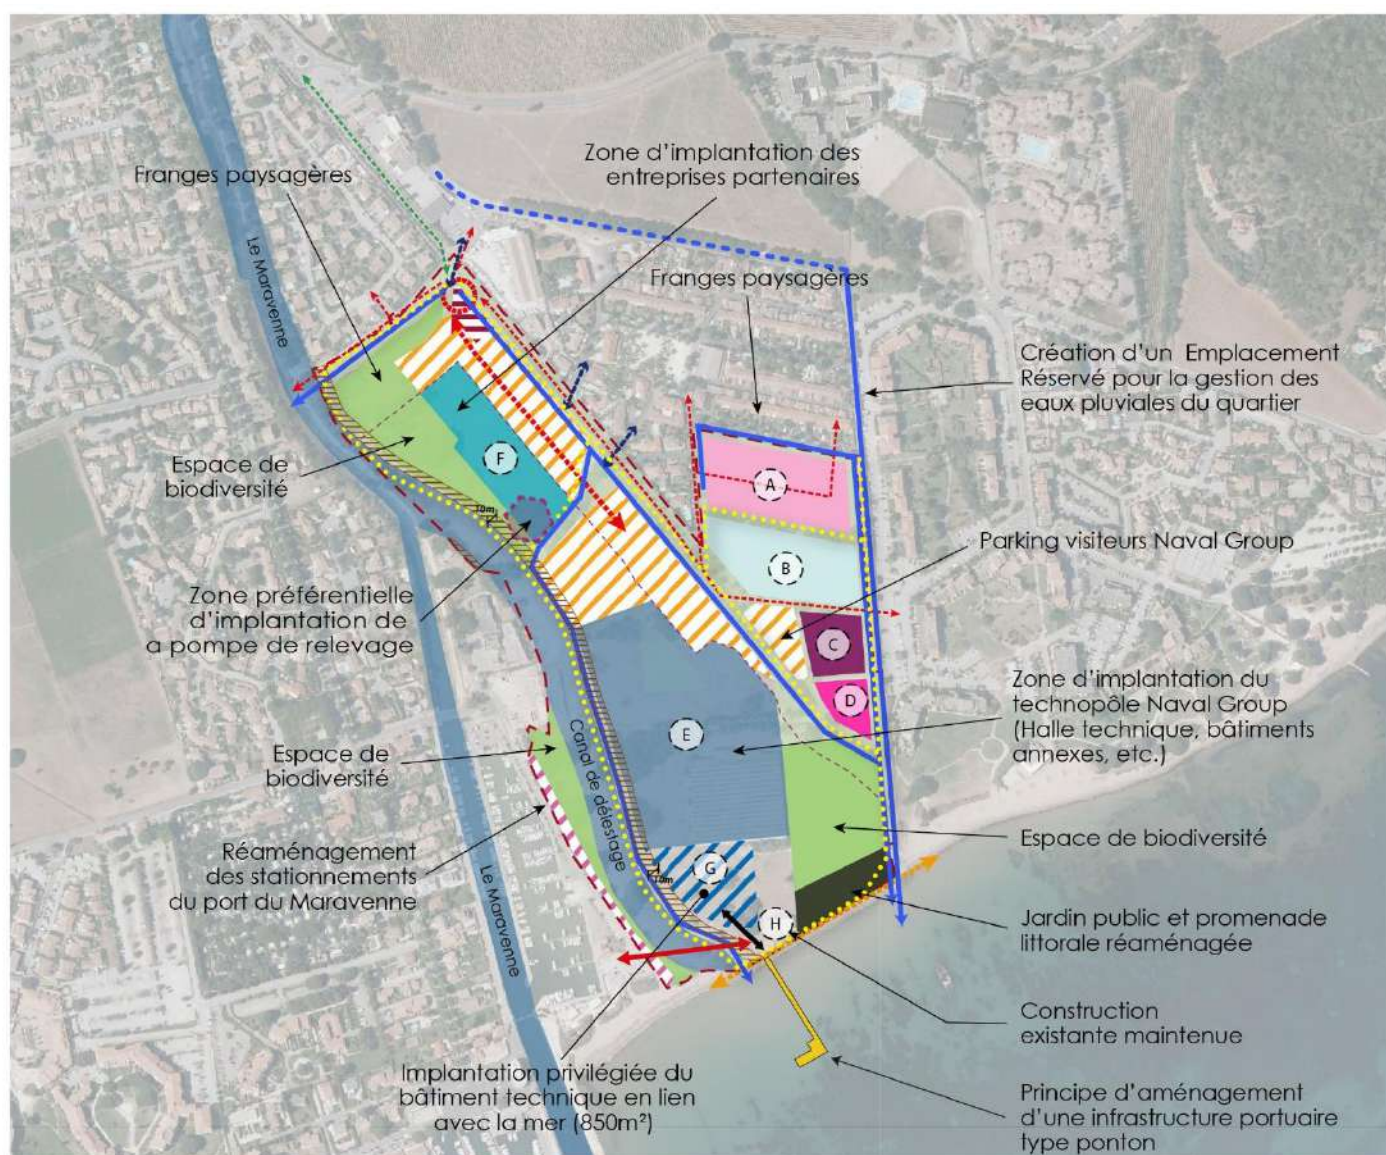 Zone d'implantation des
entreprises partenaires
Franges paysagères
Le Maravenne
Franges paysagères
Création d'un Emplacement
Réservé pour la gestion des
eaux pluviales du quartier
Espace de
biodiversité
F
A
10m
Parking visiteurs Naval Group
B
Zone préférentielle
d'implantation de
a pompe de relevage
C
Zone d'implantation du
technopôle Naval Group
(Halle technique, bâtiments
annexes, etc.)
D
E
Espace de
biodiversité
Canal de délestage
Espace de biodiversité
Réaménagement
des stationnements
du port du Maravenne
G
10m
Le Maravenne
H
Jardin public et promenade
littorale réaménagée
Construction
existante maintenue
Implantation privilégiée du
bâtiment technique en lien
avec la mer (850m²)
Principe d'aménagement
d'une infrastructure portuaire
type ponton